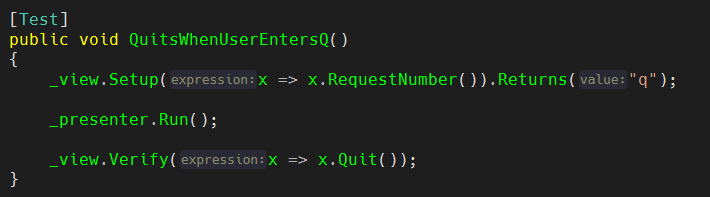 [Test]
public void QuitsWhenUserEntersQ()
{
    _view.Setup(expression: x => x.RequestNumber()).Returns(value: "q");
    _presenter.Run();
    _view.Verify(expression: x => x.Quit());
}